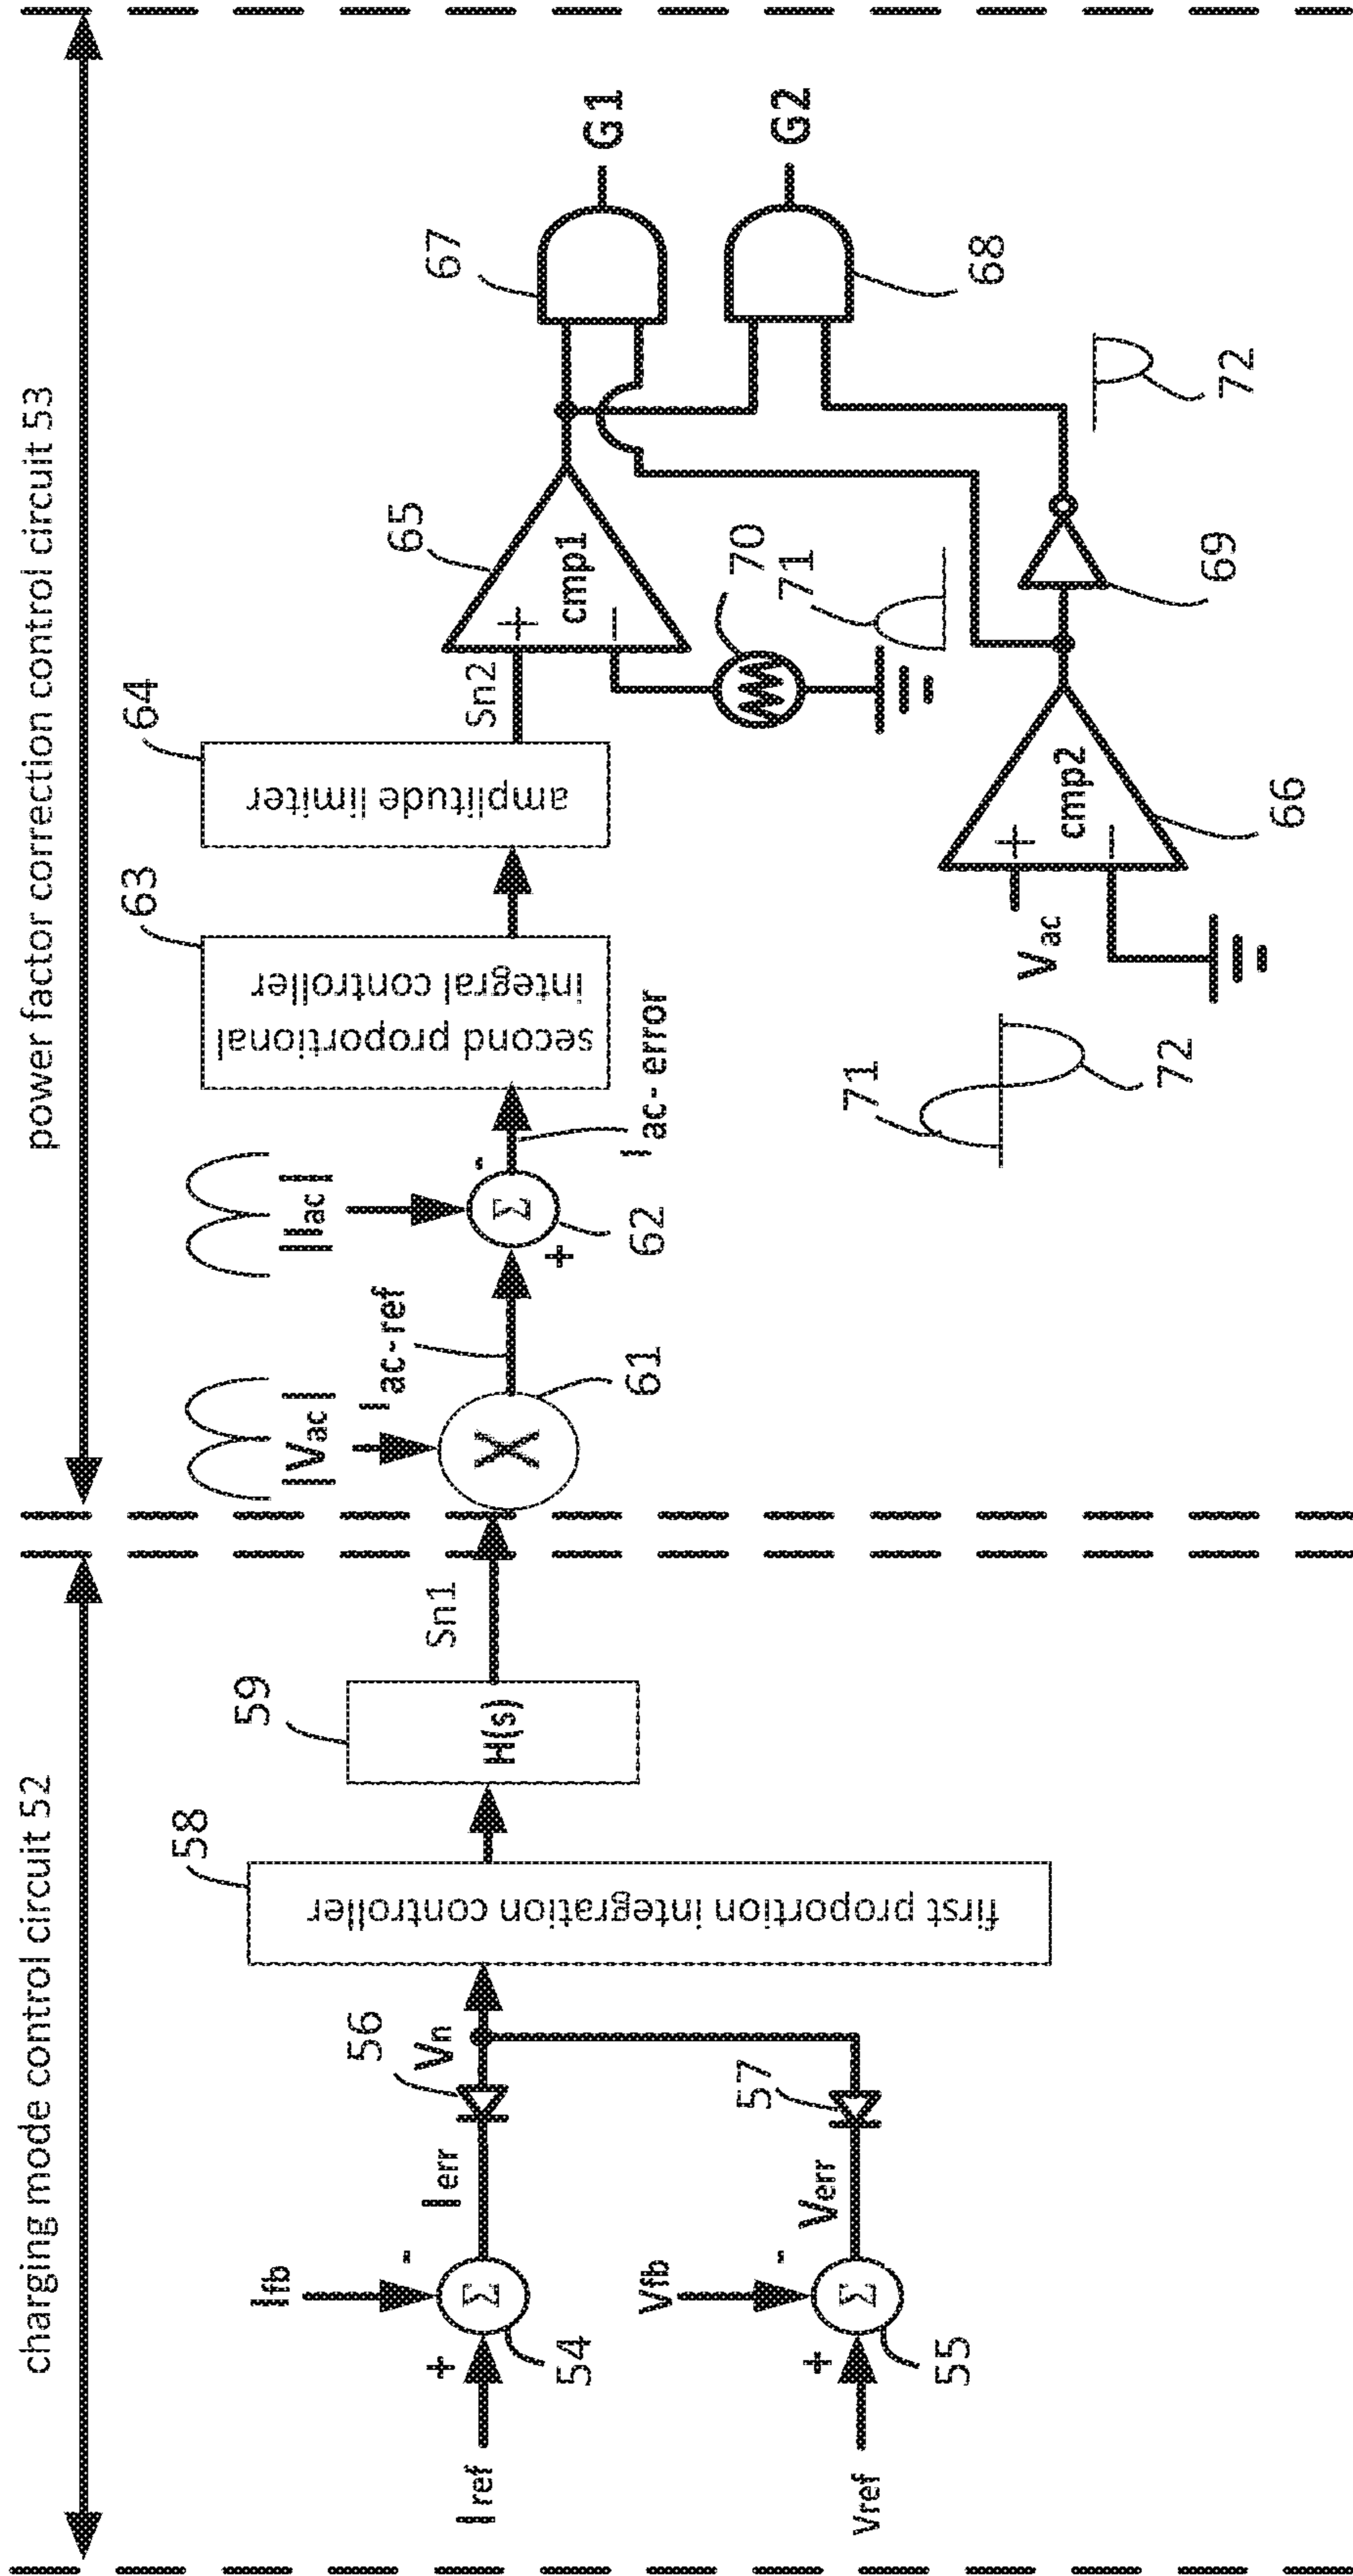 charging mode control circuit 52
power factor correction control circuit 53
Iref
+
Ifb
-
Σ
54
Ierr
56
Vn
Vref
+
Vfb
-
Σ
55
Verr
57
58
first proportion integration controller
59
H(s)
Sn1
|Vac|
X
61
Iac-ref
|Iac|
+
-
Σ
62
Iac-error
63
second proportional
integral controller
64
amplitude limiter
Sn2
65
+
-
cmp1
70
71
67
G1
68
G2
71
72
Vac
+
-
cmp2
66
69
72